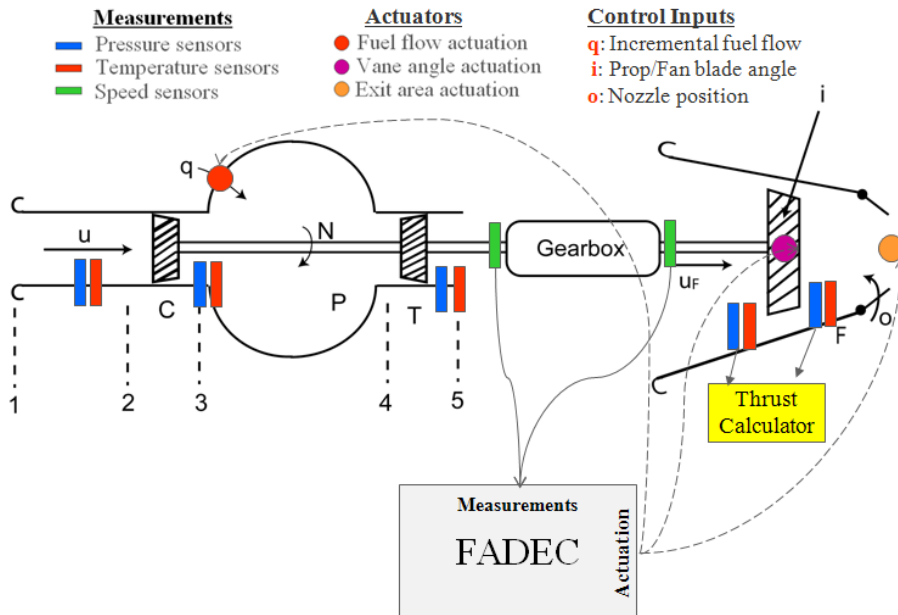 Measurements
Pressure sensors
Temperature sensors
Speed sensors
Actuators
Fuel flow actuation
Vane angle actuation
Exit area actuation
Control Inputs
q: Incremental fuel flow
i: Prop/Fan blade angle
o: Nozzle position
i
q
u
N
Gearbox
u_F
C
P
T
F
o
1
2
3
4
5
Thrust
Calculator
Measurements
FADEC
Actuation